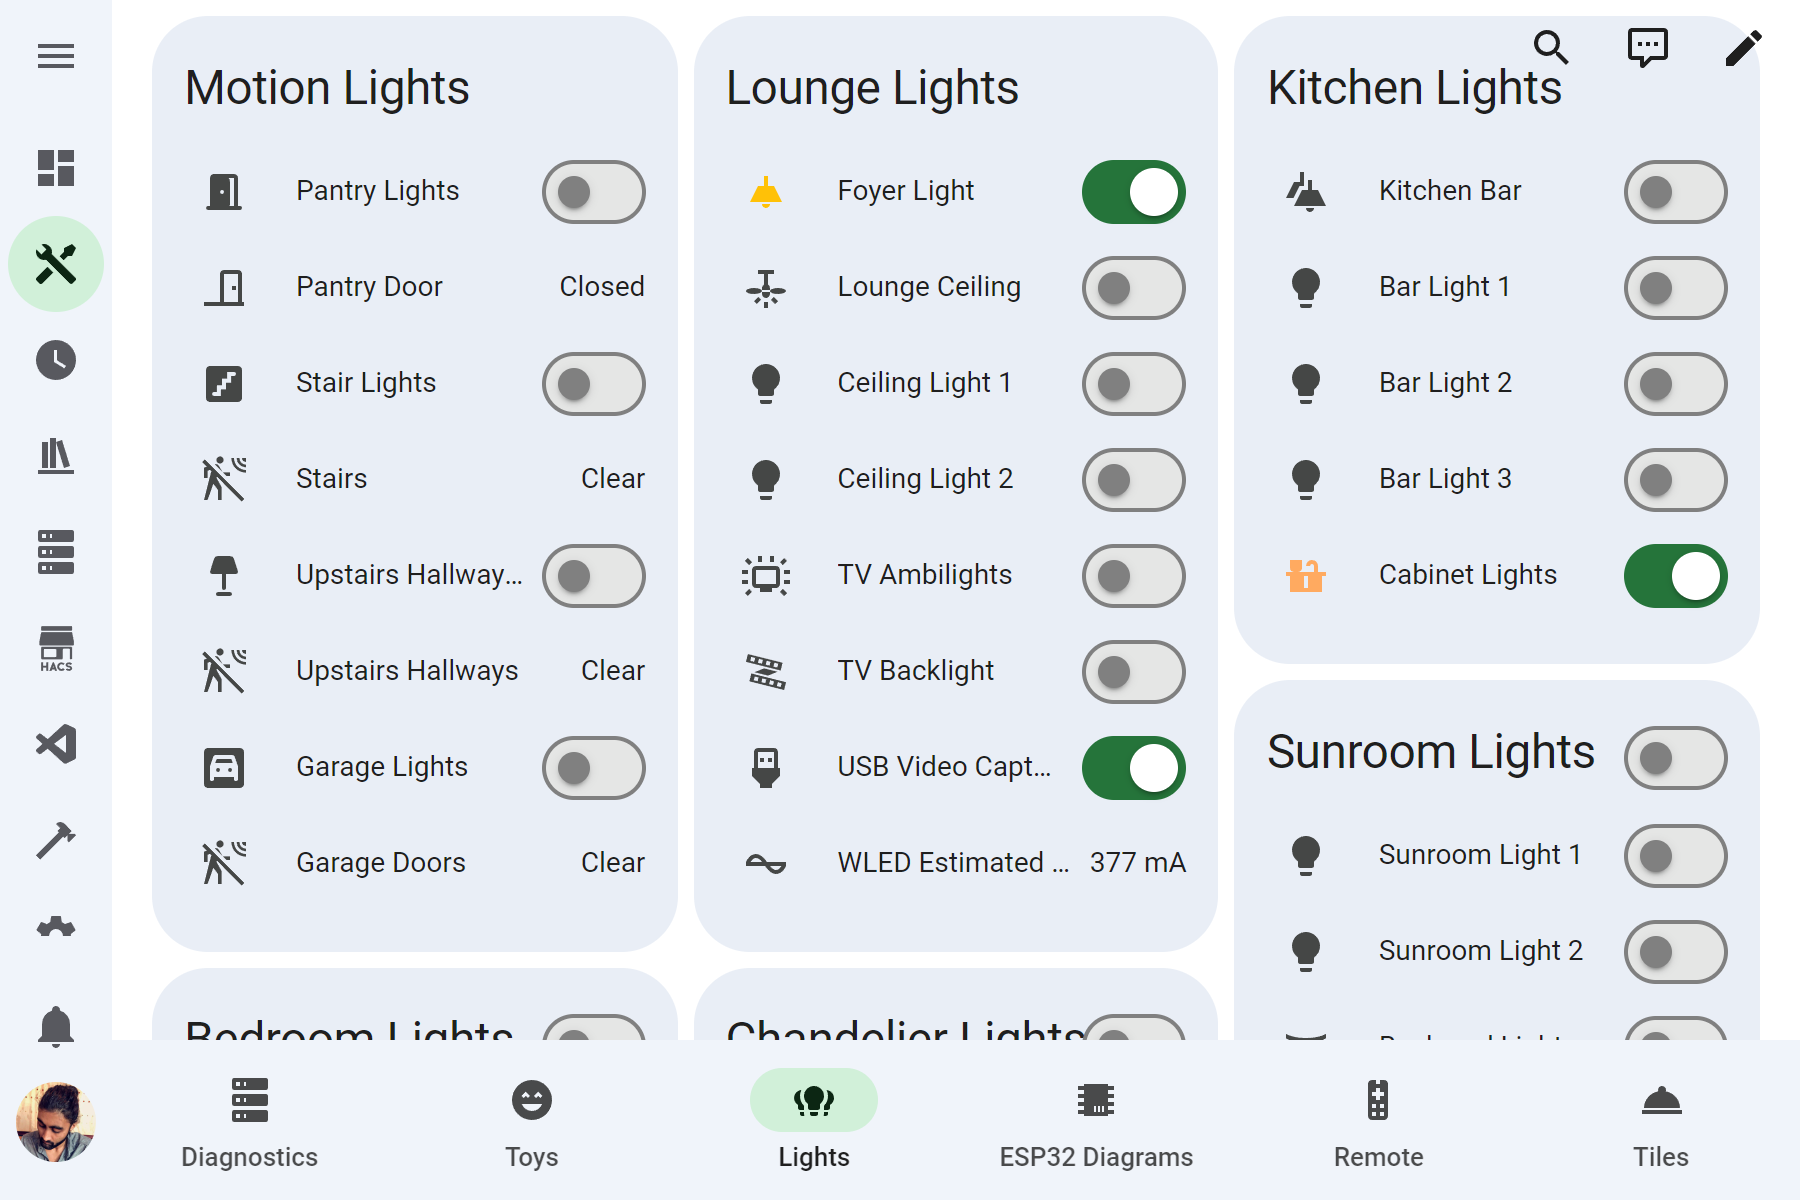 Motion Lights
Pantry Lights
Pantry Door Closed
Stair Lights
Stairs Clear
Upstairs Hallway...
Upstairs Hallways Clear
Garage Lights
Garage Doors Clear
Lounge Lights
Foyer Light
Lounge Ceiling
Ceiling Light 1
Ceiling Light 2
TV Ambilights
TV Backlight
USB Video Capt...
WLED Estimated ... 377 mA
Kitchen Lights
Kitchen Bar
Bar Light 1
Bar Light 2
Bar Light 3
Cabinet Lights
Sunroom Lights
Sunroom Light 1
Sunroom Light 2
Bedroom Lights
Chandelier Lights
HACS
Diagnostics
Toys
Lights
ESP32 Diagrams
Remote
Tiles